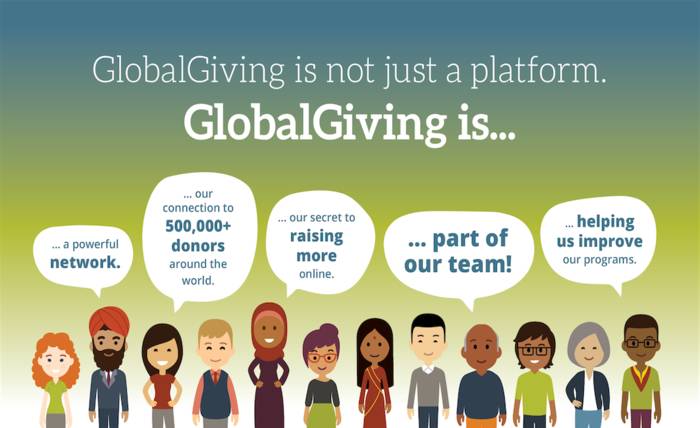 GlobalGiving is not just a platform.
GlobalGiving is...
... a powerful
network.
... our
connection to
500,000+
donors
around the
world.
... our secret to
raising
more
online.
... part of
our team!
... helping
us improve
our programs.